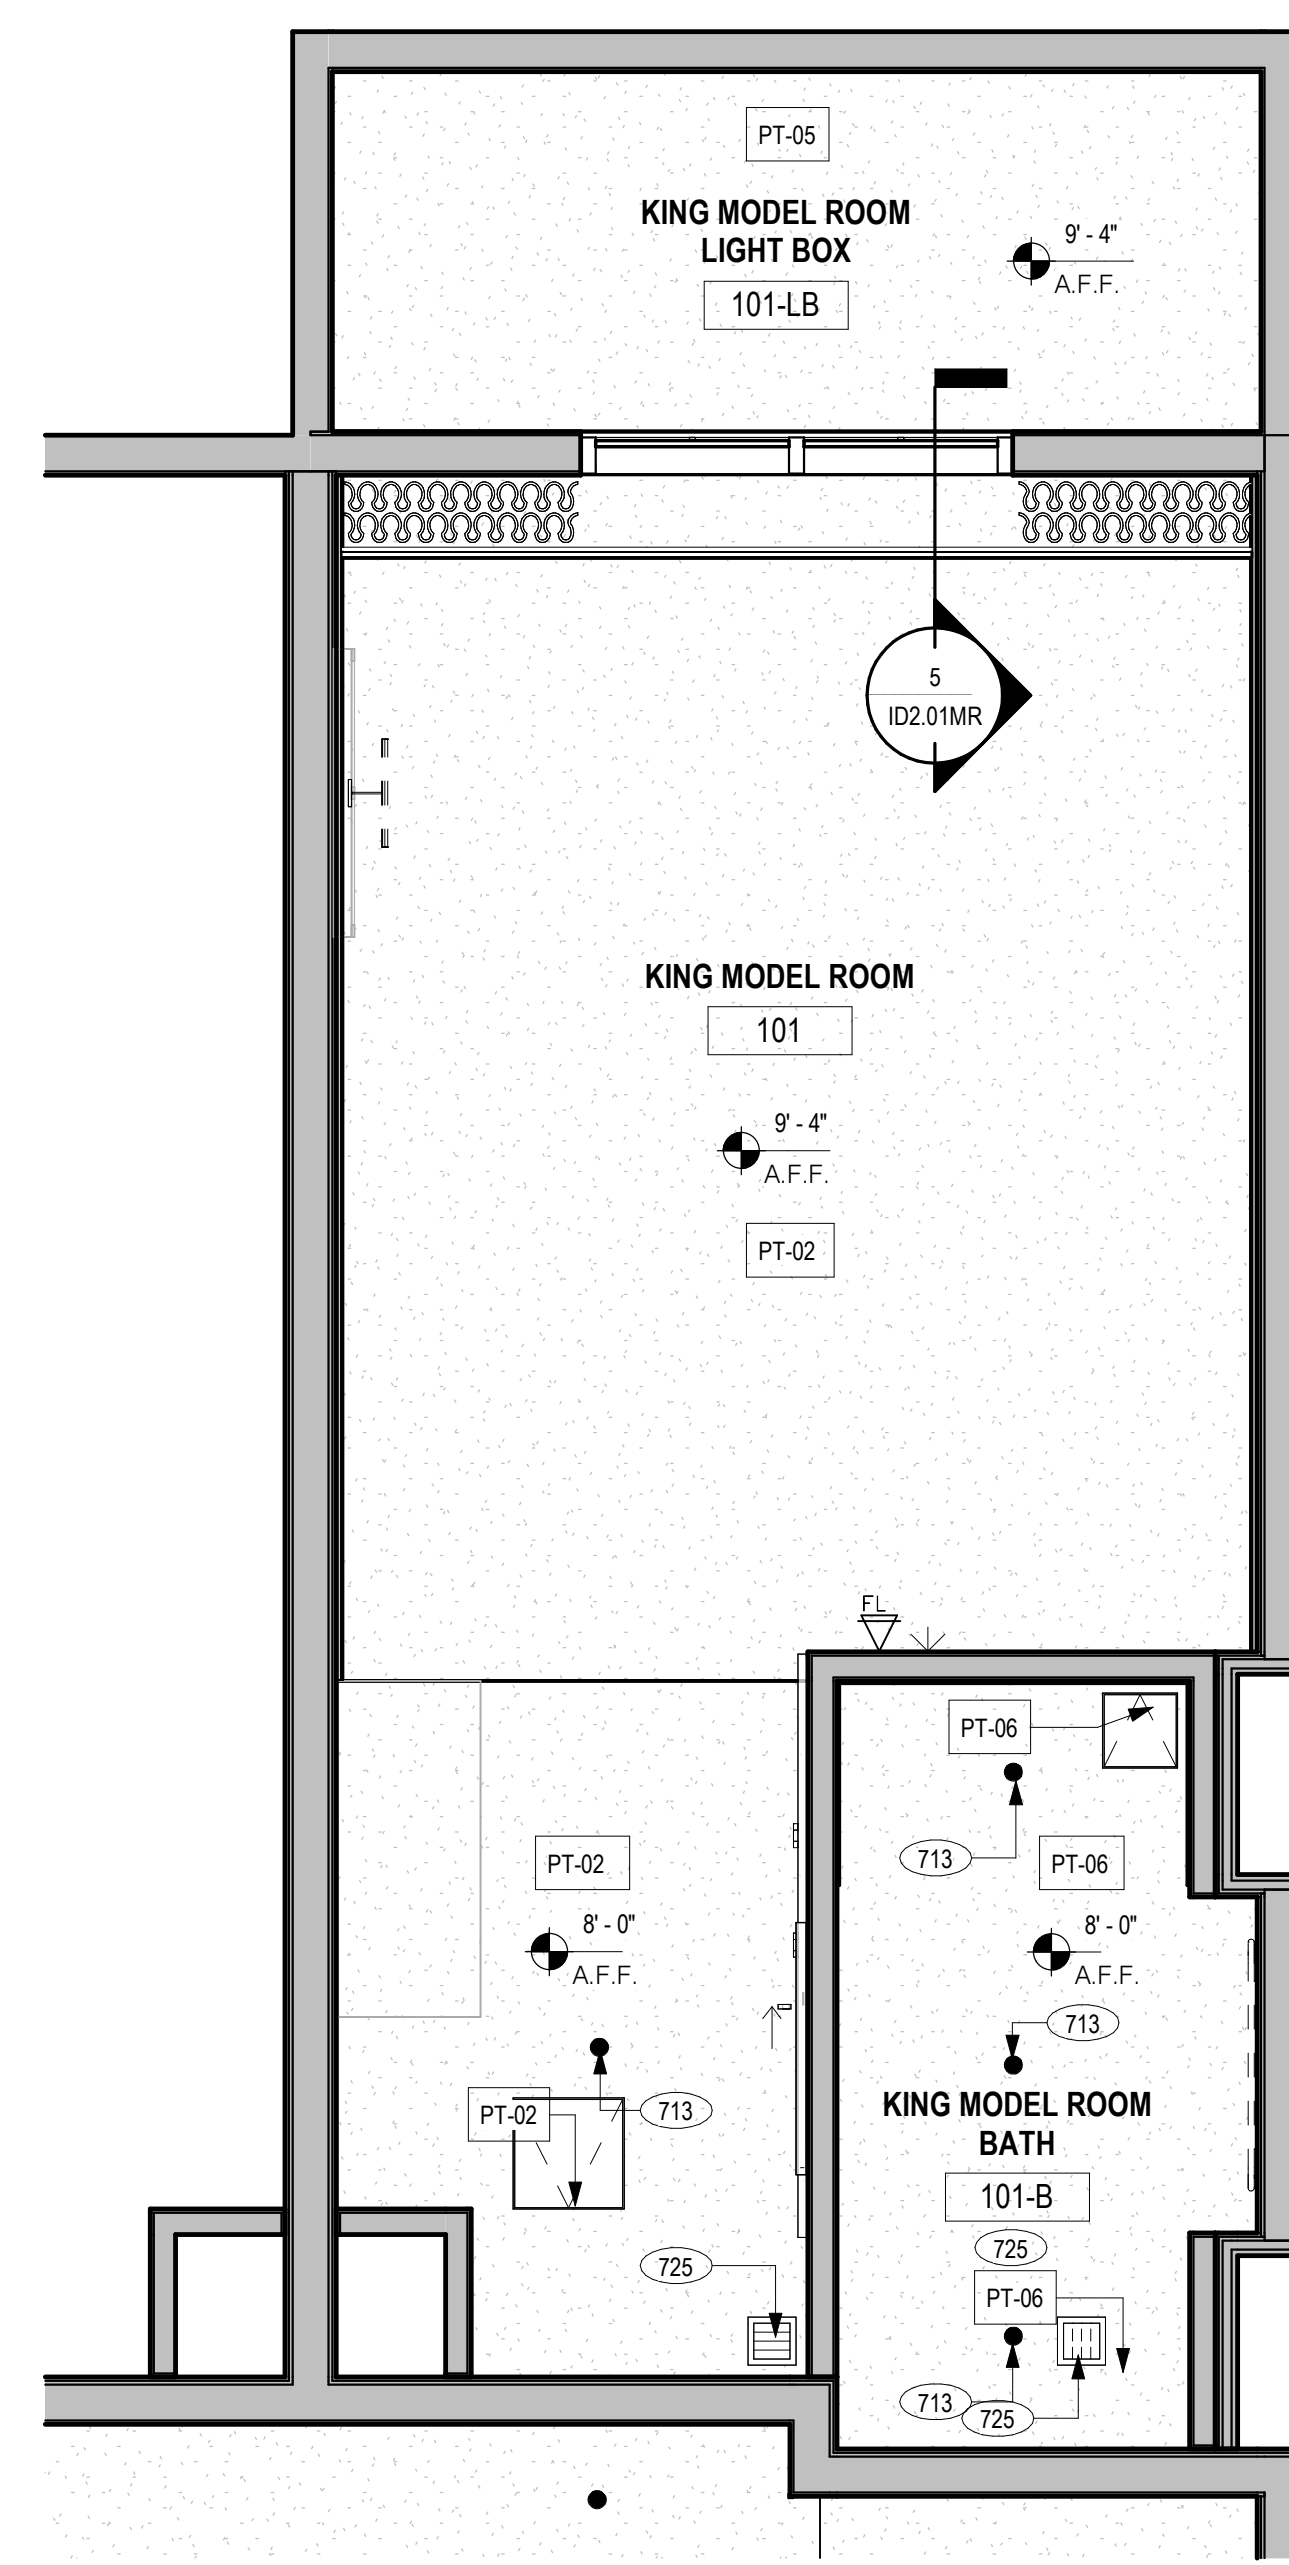 PT-05
KING MODEL ROOM
LIGHT BOX
101-LB
9' - 4"
A.F.F.
5
ID2.01MR
KING MODEL ROOM
101
9' - 4"
A.F.F.
PT-02
FL
PT-06
713
PT-02
PT-06
8' - 0"
A.F.F.
8' - 0"
A.F.F.
713
PT-02
713
KING MODEL ROOM
BATH
101-B
725
725
PT-06
713
725